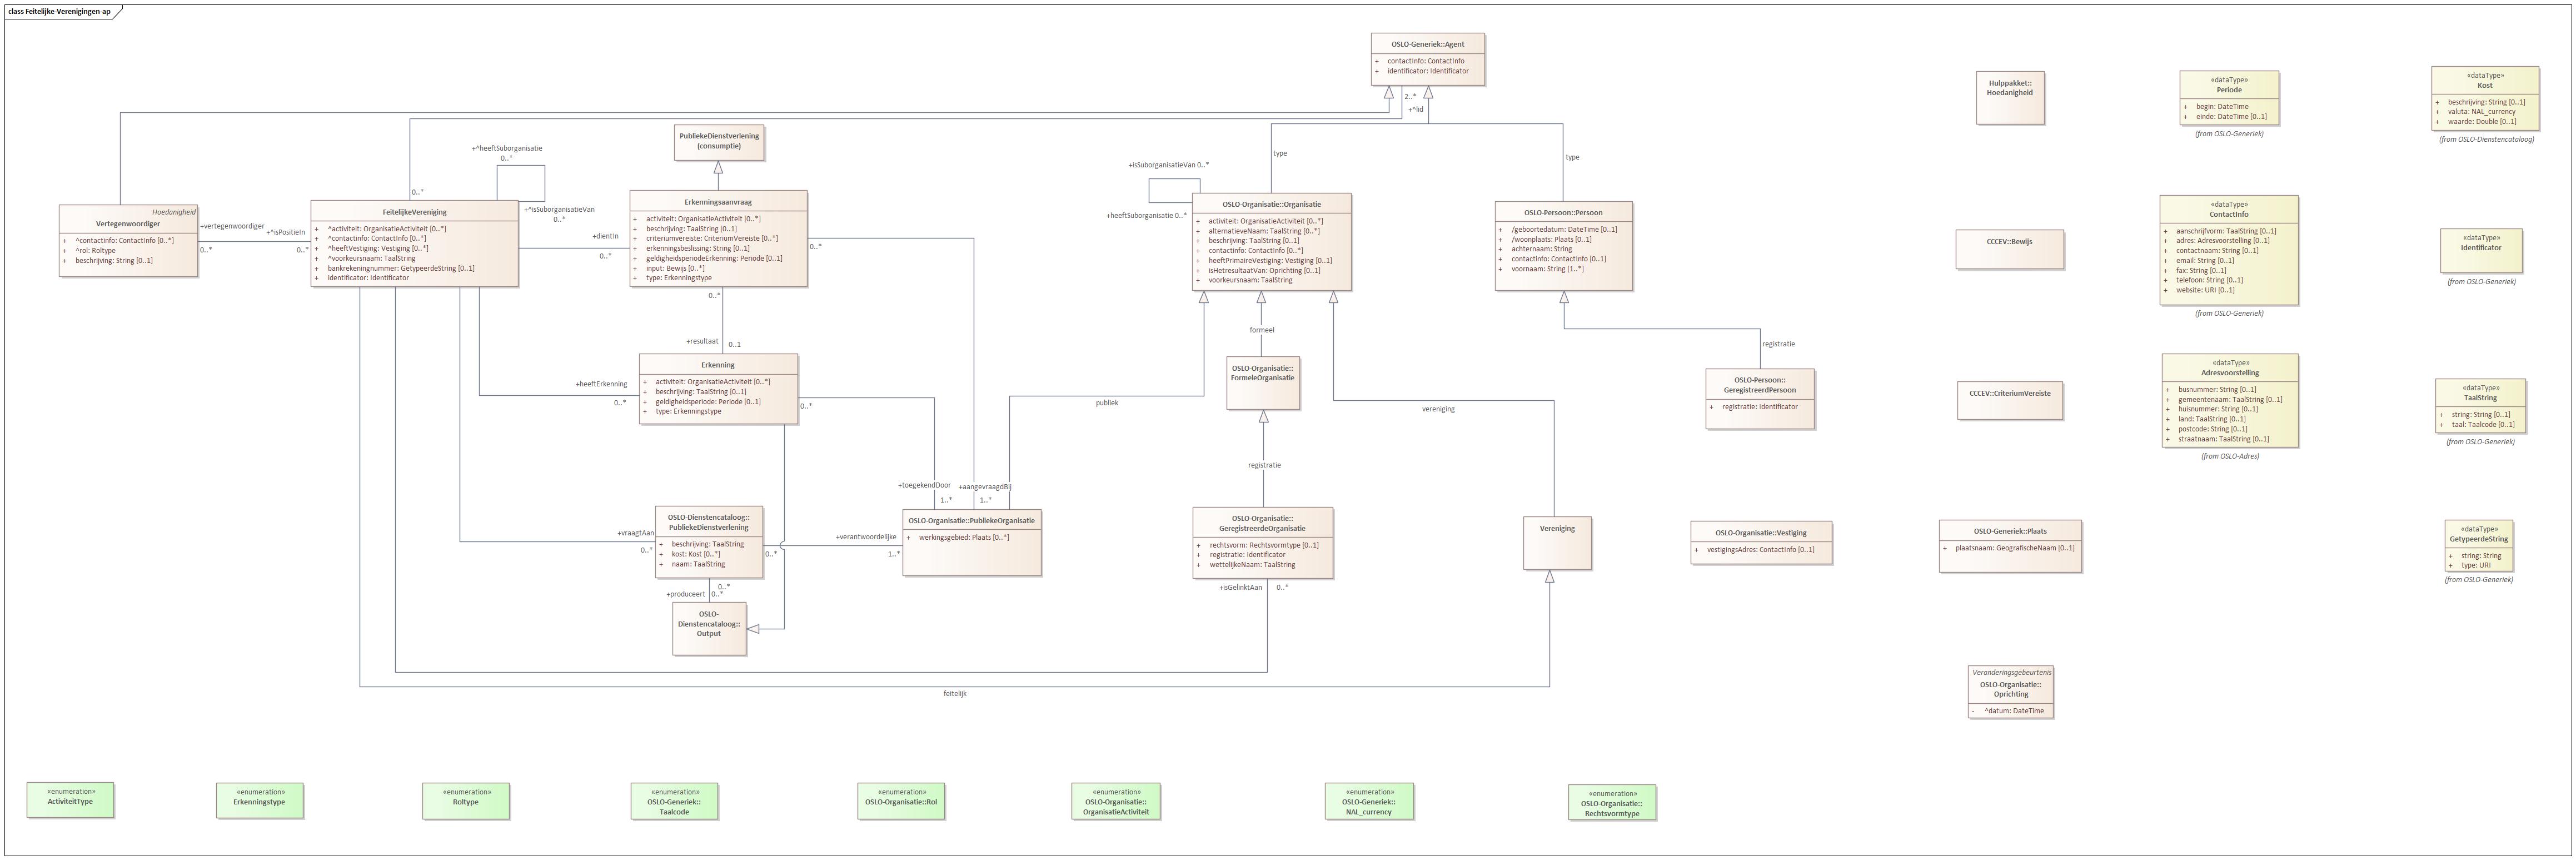 class Feitelijke-Verenigingen-ap
OSLO-Generiek::Agent
+ contactInfo: ContactInfo
+ identificator: Identificator
2..*
+^lid
type
type
PubliekeDienstverlening
(consumptie)
+^heeftSuborganisatie
0..*
+^isSuborganisatieVan
0..*
0..*
Hoedanigheid
Vertegenwoordiger
+ ^contactinfo: ContactInfo [0..*]
+ ^rol: Roltype
+ beschrijving: String [0..1]
+vertegenwoordiger
0..*
+^isPositieIn
0..*
FeitelijkeVereniging
+ ^activiteit: OrganisatieActiviteit [0..*]
+ ^contactinfo: ContactInfo [0..*]
+ ^heeftVestiging: Vestiging [0..*]
+ ^voorkeursnaam: TaalString
+ bankrekeningnummer: GetypeerdeString [0..1]
+ identificator: Identificator
+dientIn
0..*
Erkenningsaanvraag
+ activiteit: OrganisatieActiviteit [0..*]
+ beschrijving: TaalString [0..1]
+ criteriumvereiste: CriteriumVereiste [0..*]
+ erkenningsbeslissing: String [0..1]
+ geldigheidsperiodeErkenning: Periode [0..1]
+ input: Bewijs [0..*]
+ type: Erkenningstype
0..*
0..*
+resultaat
0..1
Erkenning
+ activiteit: OrganisatieActiviteit [0..*]
+ beschrijving: TaalString [0..1]
+ geldigheidsperiode: Periode [0..1]
+ type: Erkenningstype
+heeftErkenning
0..*
0..*
+toegekendDoor
1..*
+aangevraagdBij
1..*
publiek
OSLO-Dienstencataloog::
PubliekeDienstverlening
+ beschrijving: TaalString
+ kost: Kost [0..*]
+ naam: TaalString
+vraagtAan
0..*
0..*
+verantwoordelijke
1..*
OSLO-Organisatie::PubliekeOrganisatie
+ werkingsgebied: Plaats [0..*]
0..*
+produceert
0..*
OSLO-
Dienstencataloog::
Output
+isSuborganisatieVan 0..*
+heeftSuborganisatie 0..*
OSLO-Organisatie::Organisatie
+ activiteit: OrganisatieActiviteit [0..*]
+ alternatieveNaam: TaalString [0..*]
+ beschrijving: TaalString [0..1]
+ contactinfo: ContactInfo [0..*]
+ heeftPrimaireVestiging: Vestiging [0..1]
+ isHetresultaatVan: Oprichting [0..1]
+ voorkeursnaam: TaalString
OSLO-Persoon::Persoon
+ /geboortedatum: DateTime [0..1]
+ /woonplaats: Plaats [0..1]
+ achternaam: String
+ contactinfo: ContactInfo [0..1]
+ voornaam: String [1..*]
formeel
OSLO-Organisatie::
FormeleOrganisatie
registratie
OSLO-Organisatie::
GeregistreerdeOrganisatie
+ rechtsvorm: Rechtsvormtype [0..1]
+ registratie: Identificator
+ wettelijkeNaam: TaalString
+isGelinktAan
0..*
vereniging
Vereniging
feitelijk
registratie
OSLO-Persoon::
GeregistreerdPersoon
+ registratie: Identificator
OSLO-Organisatie::Vestiging
+ vestigingsAdres: ContactInfo [0..1]
Hulppakket::
Hoedanigheid
CCCEV::Bewijs
CCCEV::CriteriumVereiste
OSLO-Generiek::Plaats
+ plaatsnaam: GeografischeNaam [0..1]
Veranderingsgebeurtenis
OSLO-Organisatie::
Oprichting
- ^datum: DateTime
«dataType»
Periode
+ begin: DateTime
+ einde: DateTime [0..1]
(from OSLO-Generiek)
«dataType»
Kost
+ beschrijving: String [0..1]
+ valuta: NAL_currency
+ waarde: Double [0..1]
(from OSLO-Dienstencataloog)
«dataType»
ContactInfo
+ aanschrijfvorm: TaalString [0..1]
+ adres: Adresvoorstelling [0..1]
+ contactnaam: String [0..1]
+ email: String [0..1]
+ fax: String [0..1]
+ telefoon: String [0..1]
+ website: URI [0..1]
(from OSLO-Generiek)
«dataType»
Identificator
(from OSLO-Generiek)
«dataType»
Adresvoorstelling
+ busnummer: String [0..1]
+ gemeentenaam: TaalString [0..1]
+ huisnummer: String [0..1]
+ land: TaalString [0..1]
+ postcode: String [0..1]
+ straatnaam: TaalString [0..1]
(from OSLO-Adres)
«dataType»
TaalString
+ string: String [0..1]
+ taal: Taalcode [0..1]
(from OSLO-Generiek)
«dataType»
GetypeerdeString
+ string: String
+ type: URI
(from OSLO-Generiek)
«enumeration»
ActiviteitType
«enumeration»
Erkenningstype
«enumeration»
Roltype
«enumeration»
OSLO-Generiek::
Taalcode
«enumeration»
OSLO-Organisatie::Rol
«enumeration»
OSLO-Organisatie::
OrganisatieActiviteit
«enumeration»
OSLO-Generiek::
NAL_currency
«enumeration»
OSLO-Organisatie::
Rechtsvormtype